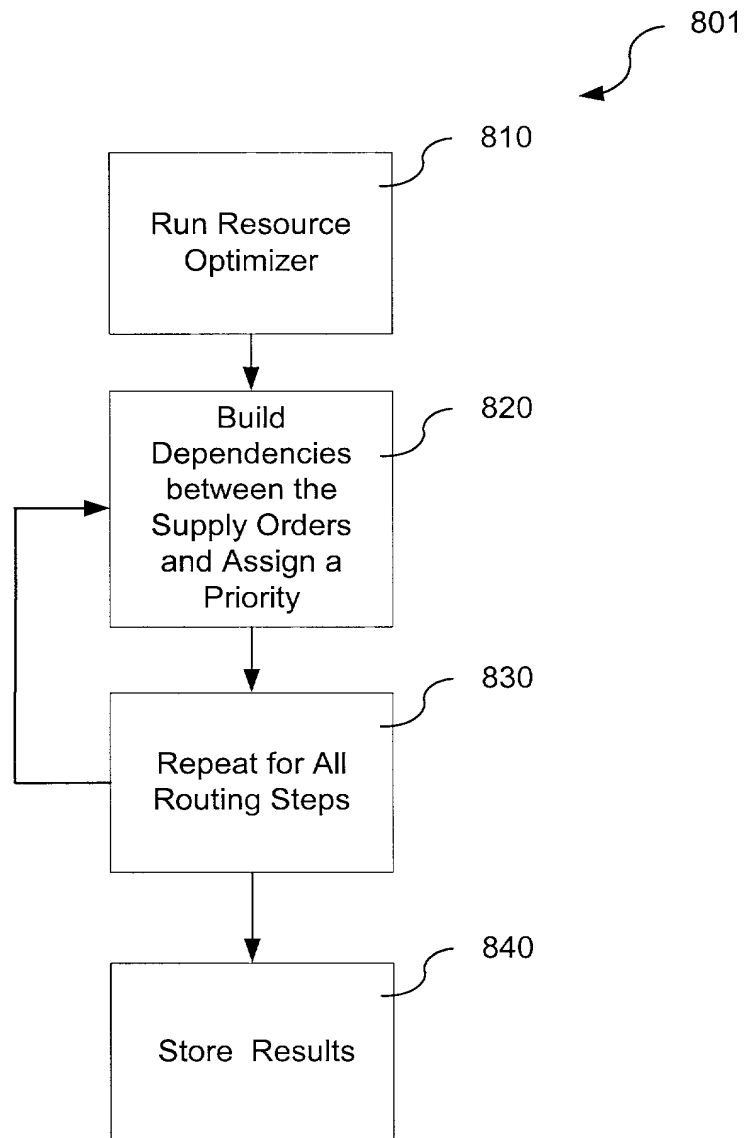 801
810
Run Resource
Optimizer
820
Build
Dependencies
between the
Supply Orders
and Assign a
Priority
830
Repeat for All
Routing Steps
840
Store Results